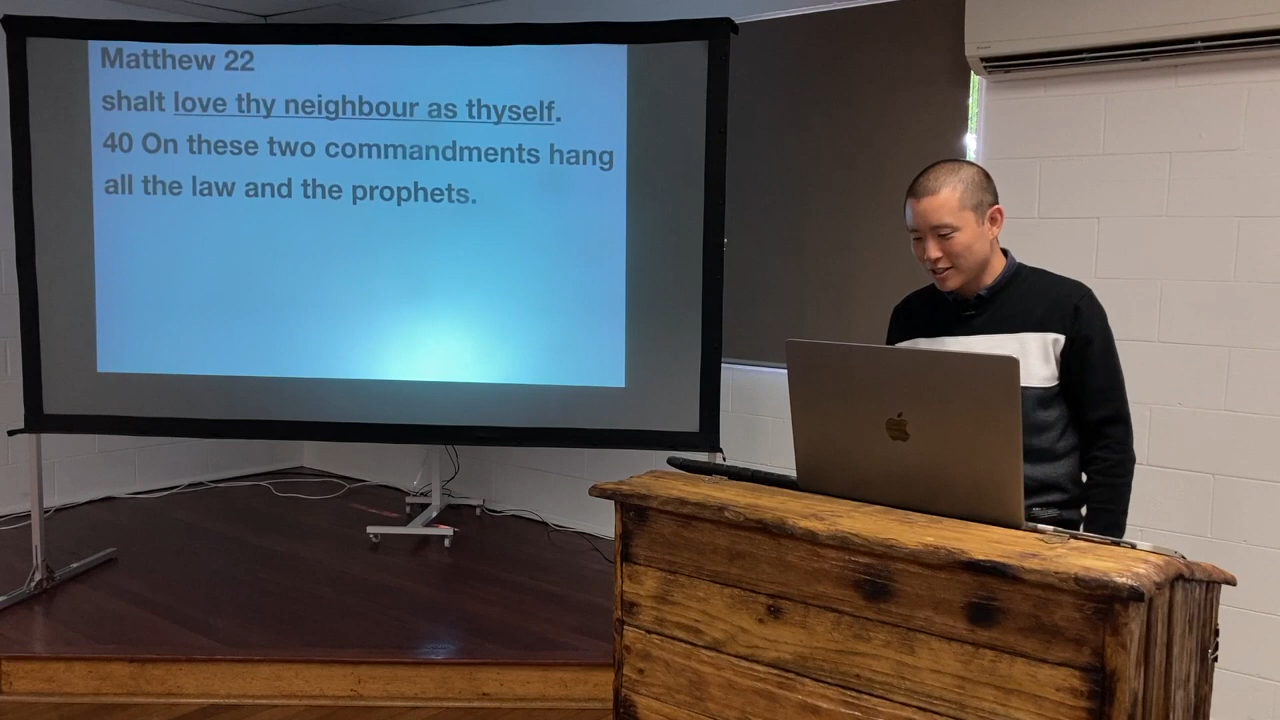 Matthew 22
shalt love thy neighbour as thyself.
40 On these two commandments hang
all the law and the prophets.